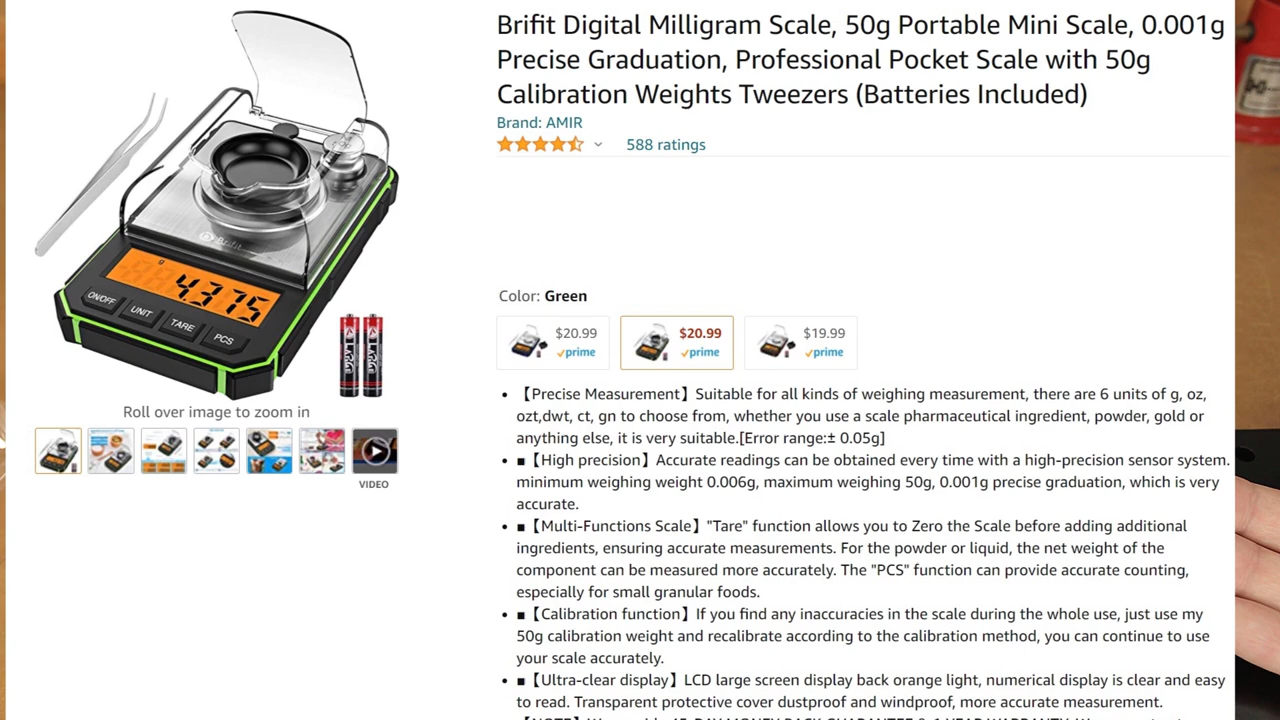 Brifit Digital Milligram Scale, 50g Portable Mini Scale, 0.001g
Precise Graduation, Professional Pocket Scale with 50g
Calibration Weights Tweezers (Batteries Included)
Brand: AMIR
588 ratings
Brifit
g
4.375
ON/OFF
UNIT
TARE
PCS
Roll over image to zoom in
VIDEO
Color: Green
$20.99
prime
$20.99
prime
$19.99
prime
• 【Precise Measurement】Suitable for all kinds of weighing measurement, there are 6 units of g, oz,
ozt,dwt, ct, gn to choose from, whether you use a scale pharmaceutical ingredient, powder, gold or
anything else, it is very suitable.[Error range:± 0.05g]
• ■【High precision】Accurate readings can be obtained every time with a high-precision sensor system.
minimum weighing weight 0.006g, maximum weighing 50g, 0.001g precise graduation, which is very
accurate.
• ■【Multi-Functions Scale】"Tare" function allows you to Zero the Scale before adding additional
ingredients, ensuring accurate measurements. For the powder or liquid, the net weight of the
component can be measured more accurately. The "PCS" function can provide accurate counting,
especially for small granular foods.
• ■【Calibration function】If you find any inaccuracies in the scale during the whole use, just use my
50g calibration weight and recalibrate according to the calibration method, you can continue to use
your scale accurately.
• ■【Ultra-clear display】LCD large screen display back orange light, numerical display is clear and easy
to read. Transparent protective cover dustproof and windproof, more accurate measurement.